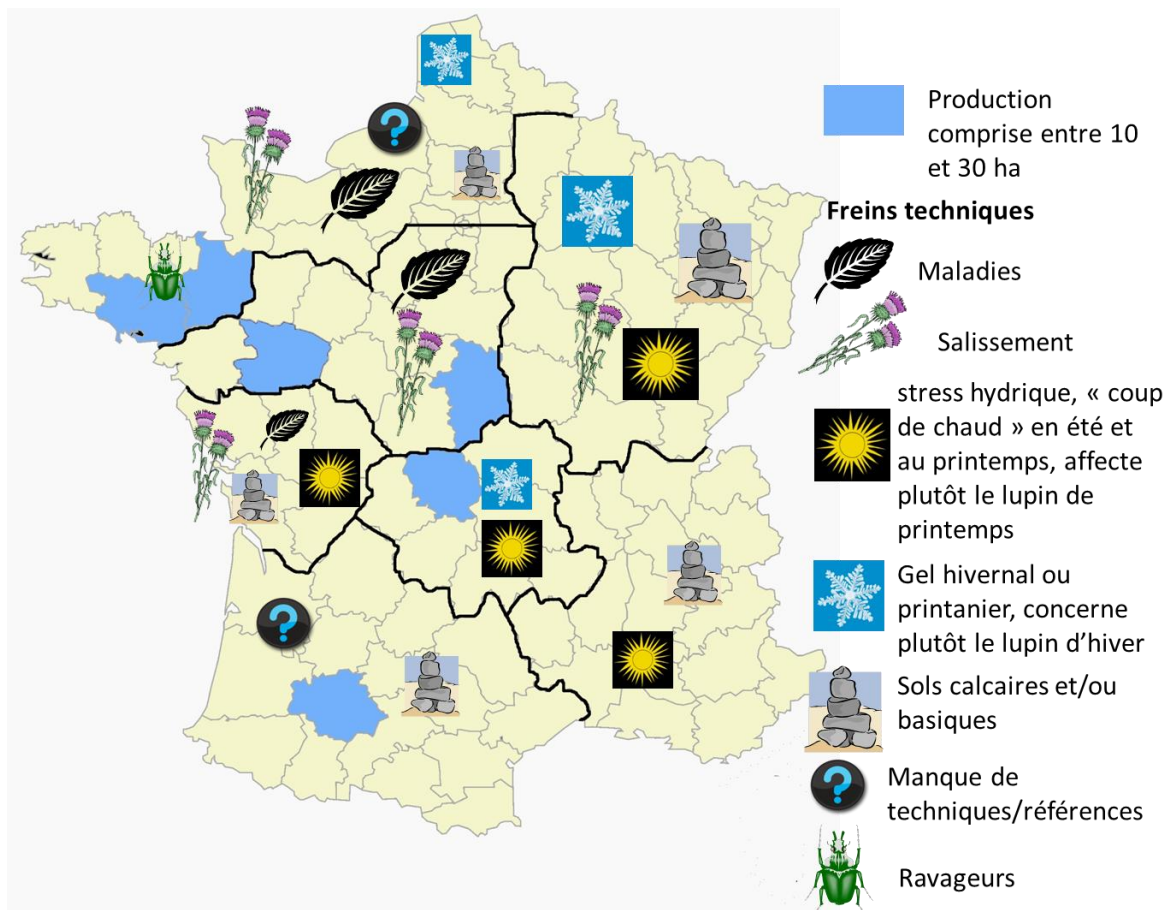 Production
comprise entre 10
et 30 ha
Freins techniques
Maladies
Salissement
stress hydrique, « coup
de chaud » en été et
au printemps, affecte
plutôt le lupin de
printemps
Gel hivernal ou
printanier, concerne
plutôt le lupin d’hiver
Sols calcaires et/ou
basiques
Manque de
techniques/références
Ravageurs